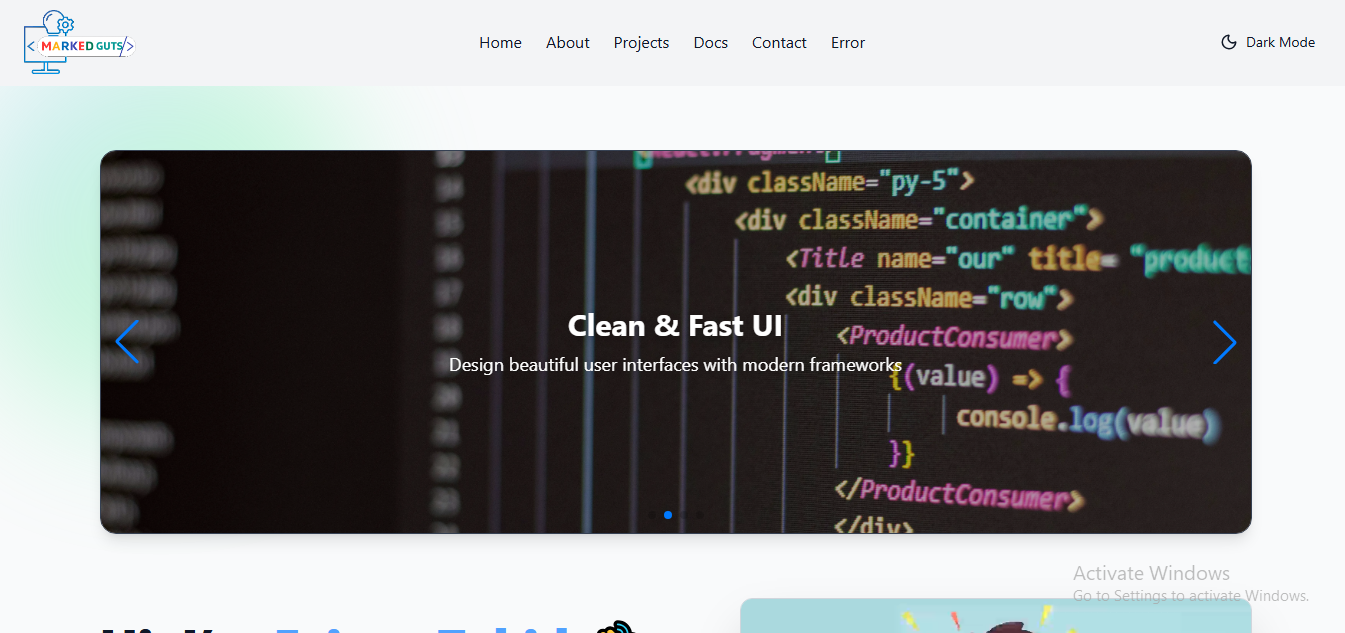 < MARKED GUTS/>
Home About Projects Docs Contact Error
Dark Mode
<div className="py-5">
<div className="container">
<Title name="our" title= "product
<div className="row">
<ProductConsumer>
Clean & Fast UI
Design beautiful user interfaces with modern frameworks
{(value) => {
console.log(value)
}}
</ProductConsumer>
</div>
Activate Windows
Go to Settings to activate Windows.